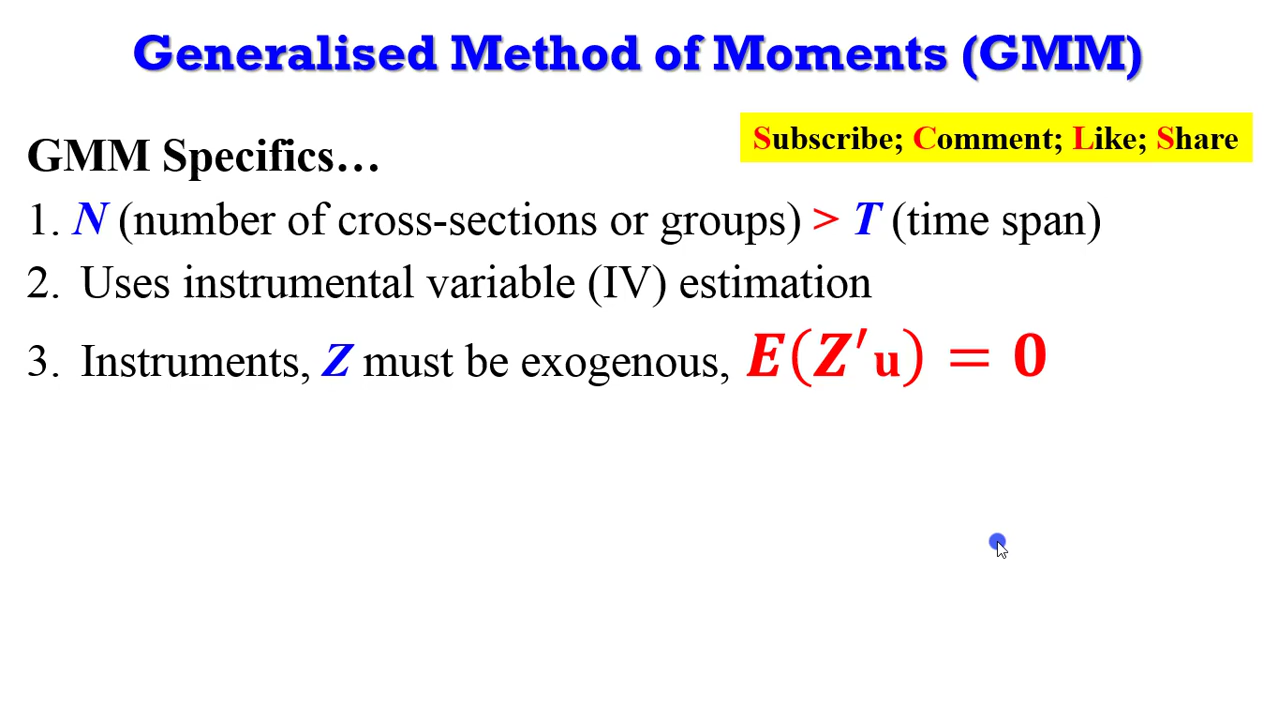 Generalised Method of Moments (GMM)
Subscribe; Comment; Like; Share
GMM Specifics…
1. N (number of cross-sections or groups) > T (time span)
2. Uses instrumental variable (IV) estimation
3. Instruments, Z must be exogenous, E(Z′u) = 0